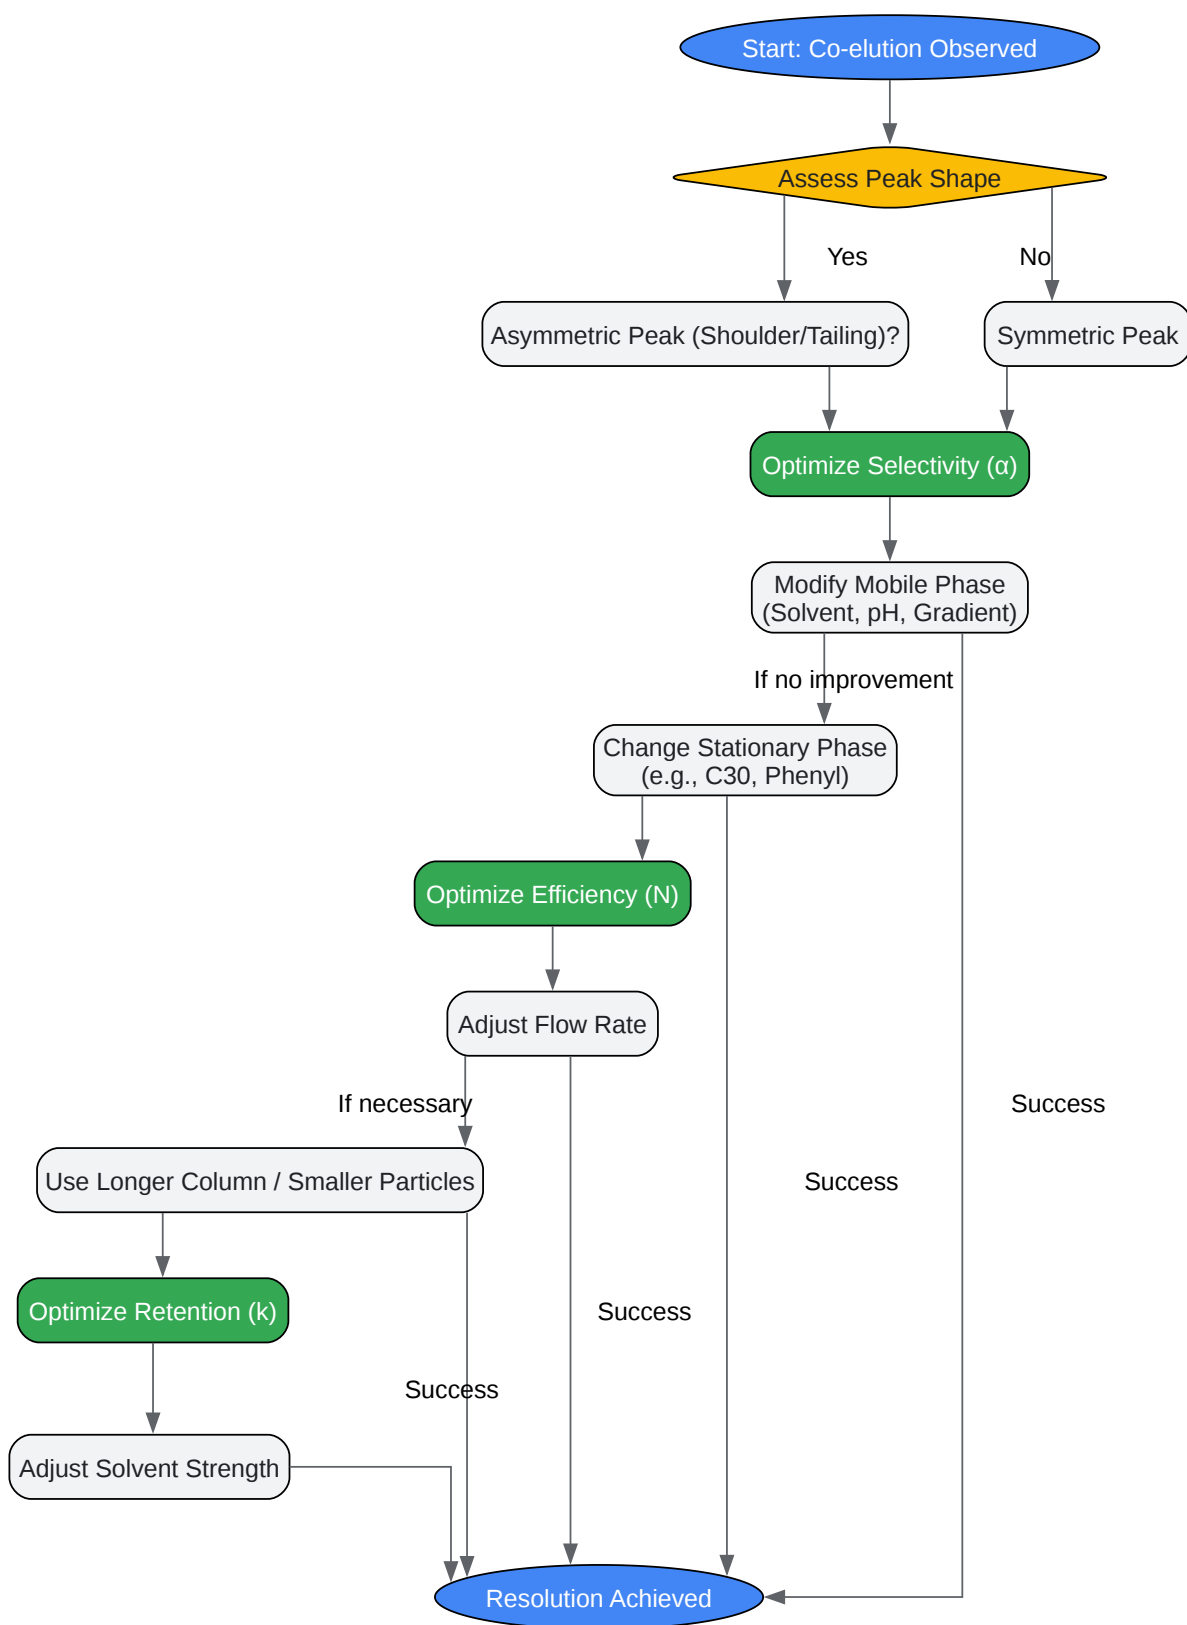 Start: Co-elution Observed
Assess Peak Shape
Yes
No
Asymmetric Peak (Shoulder/Tailing)?
Symmetric Peak
Optimize Selectivity (α)
Modify Mobile Phase
(Solvent, pH, Gradient)
If no improvement
Change Stationary Phase
(e.g., C30, Phenyl)
Optimize Efficiency (N)
Adjust Flow Rate
If necessary
Success
Use Longer Column / Smaller Particles
Success
Optimize Retention (k)
Success
Success
Adjust Solvent Strength
Resolution Achieved